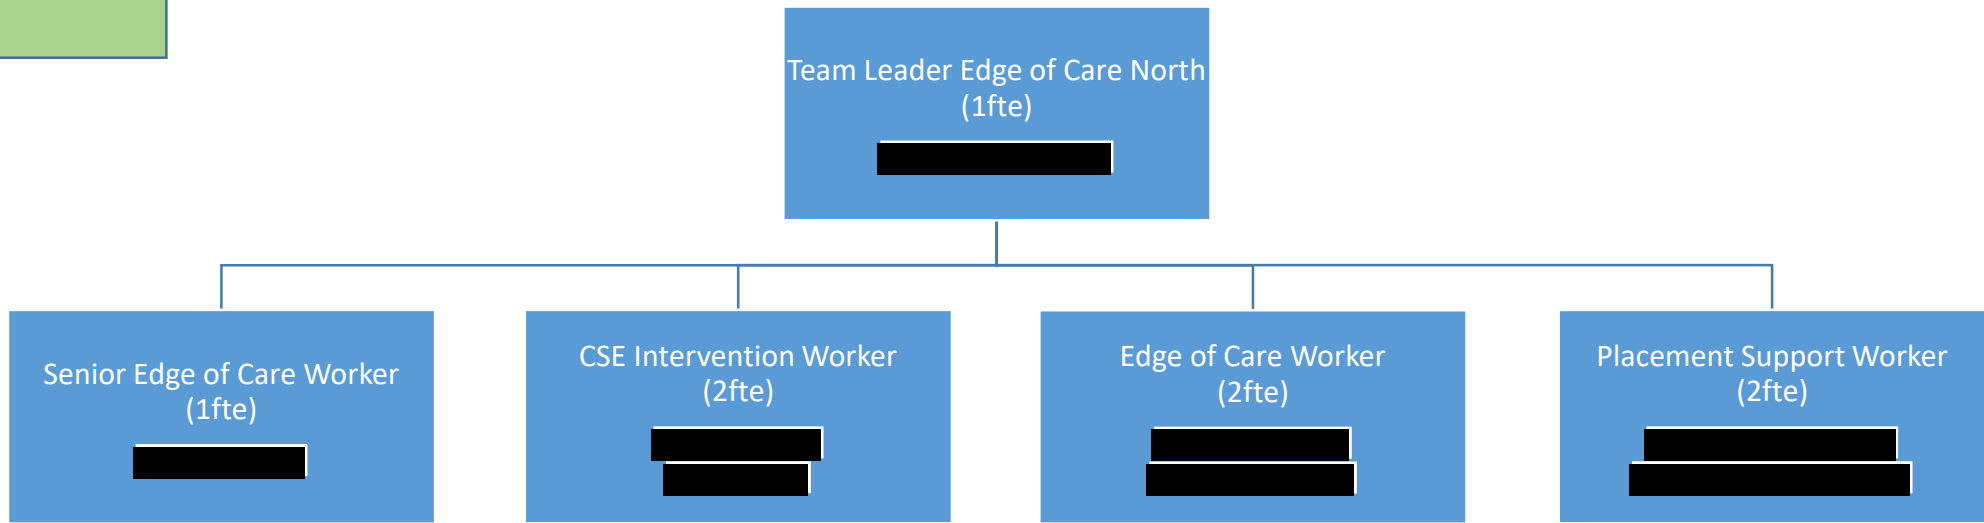 Team Leader Edge of Care North
(1fte)
Senior Edge of Care Worker
(1fte)
CSE Intervention Worker
(2fte)
Edge of Care Worker
(2fte)
Placement Support Worker
(2fte)